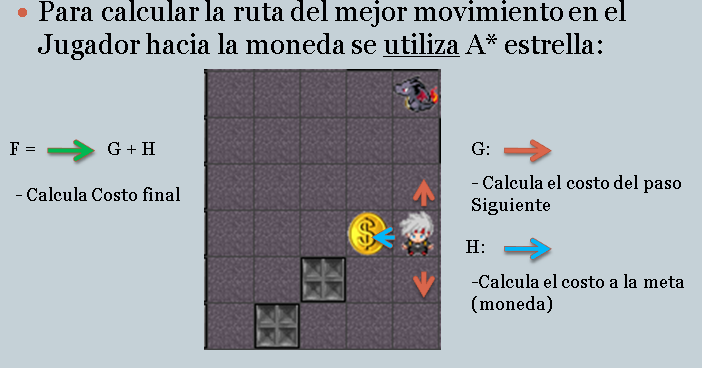 • Para calcular la ruta del mejor movimiento en el
Jugador hacia la moneda se utiliza A* estrella:
F = G + H
- Calcula Costo final
G:
- Calcula el costo del paso
Siguiente
H:
-Calcula el costo a la meta
(moneda)